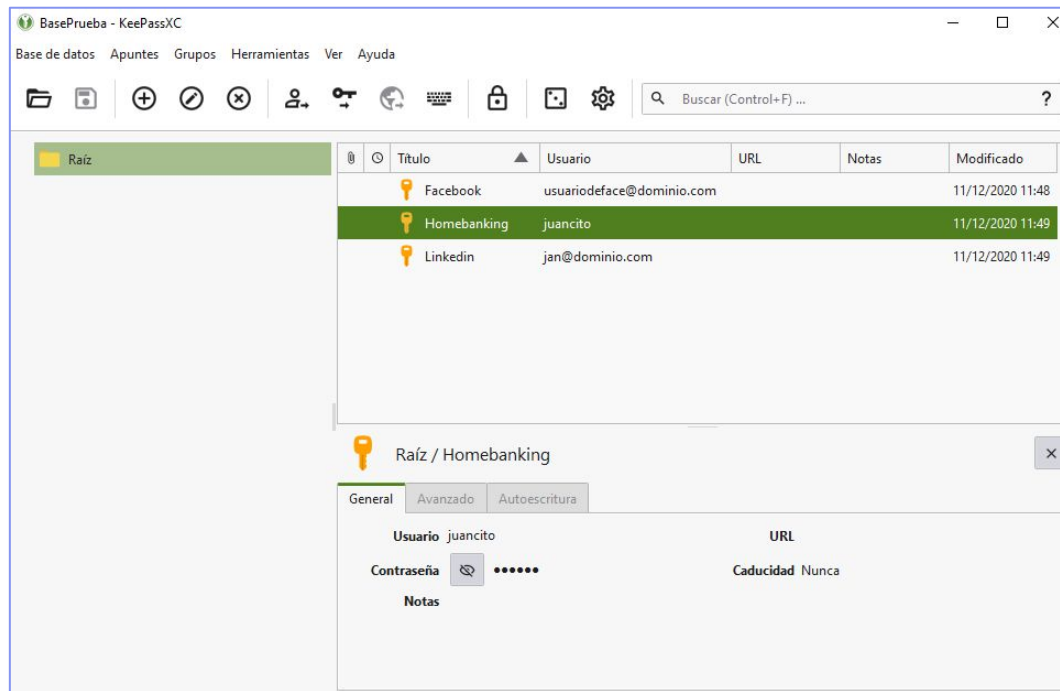 BasePrueba - KeePassXC
Base de datos Apuntes Grupos Herramientas Ver Ayuda
Buscar (Control+F) ... ?
Raíz
Título Usuario URL Notas Modificado
Facebook usuariodeface@dominio.com 11/12/2020 11:48
Homebanking juancito 11/12/2020 11:49
Linkedin jan@dominio.com 11/12/2020 11:49
Raíz / Homebanking
General Avanzado Autoescritura
Usuario juancito URL
Contraseña •••••• Caducidad Nunca
Notas